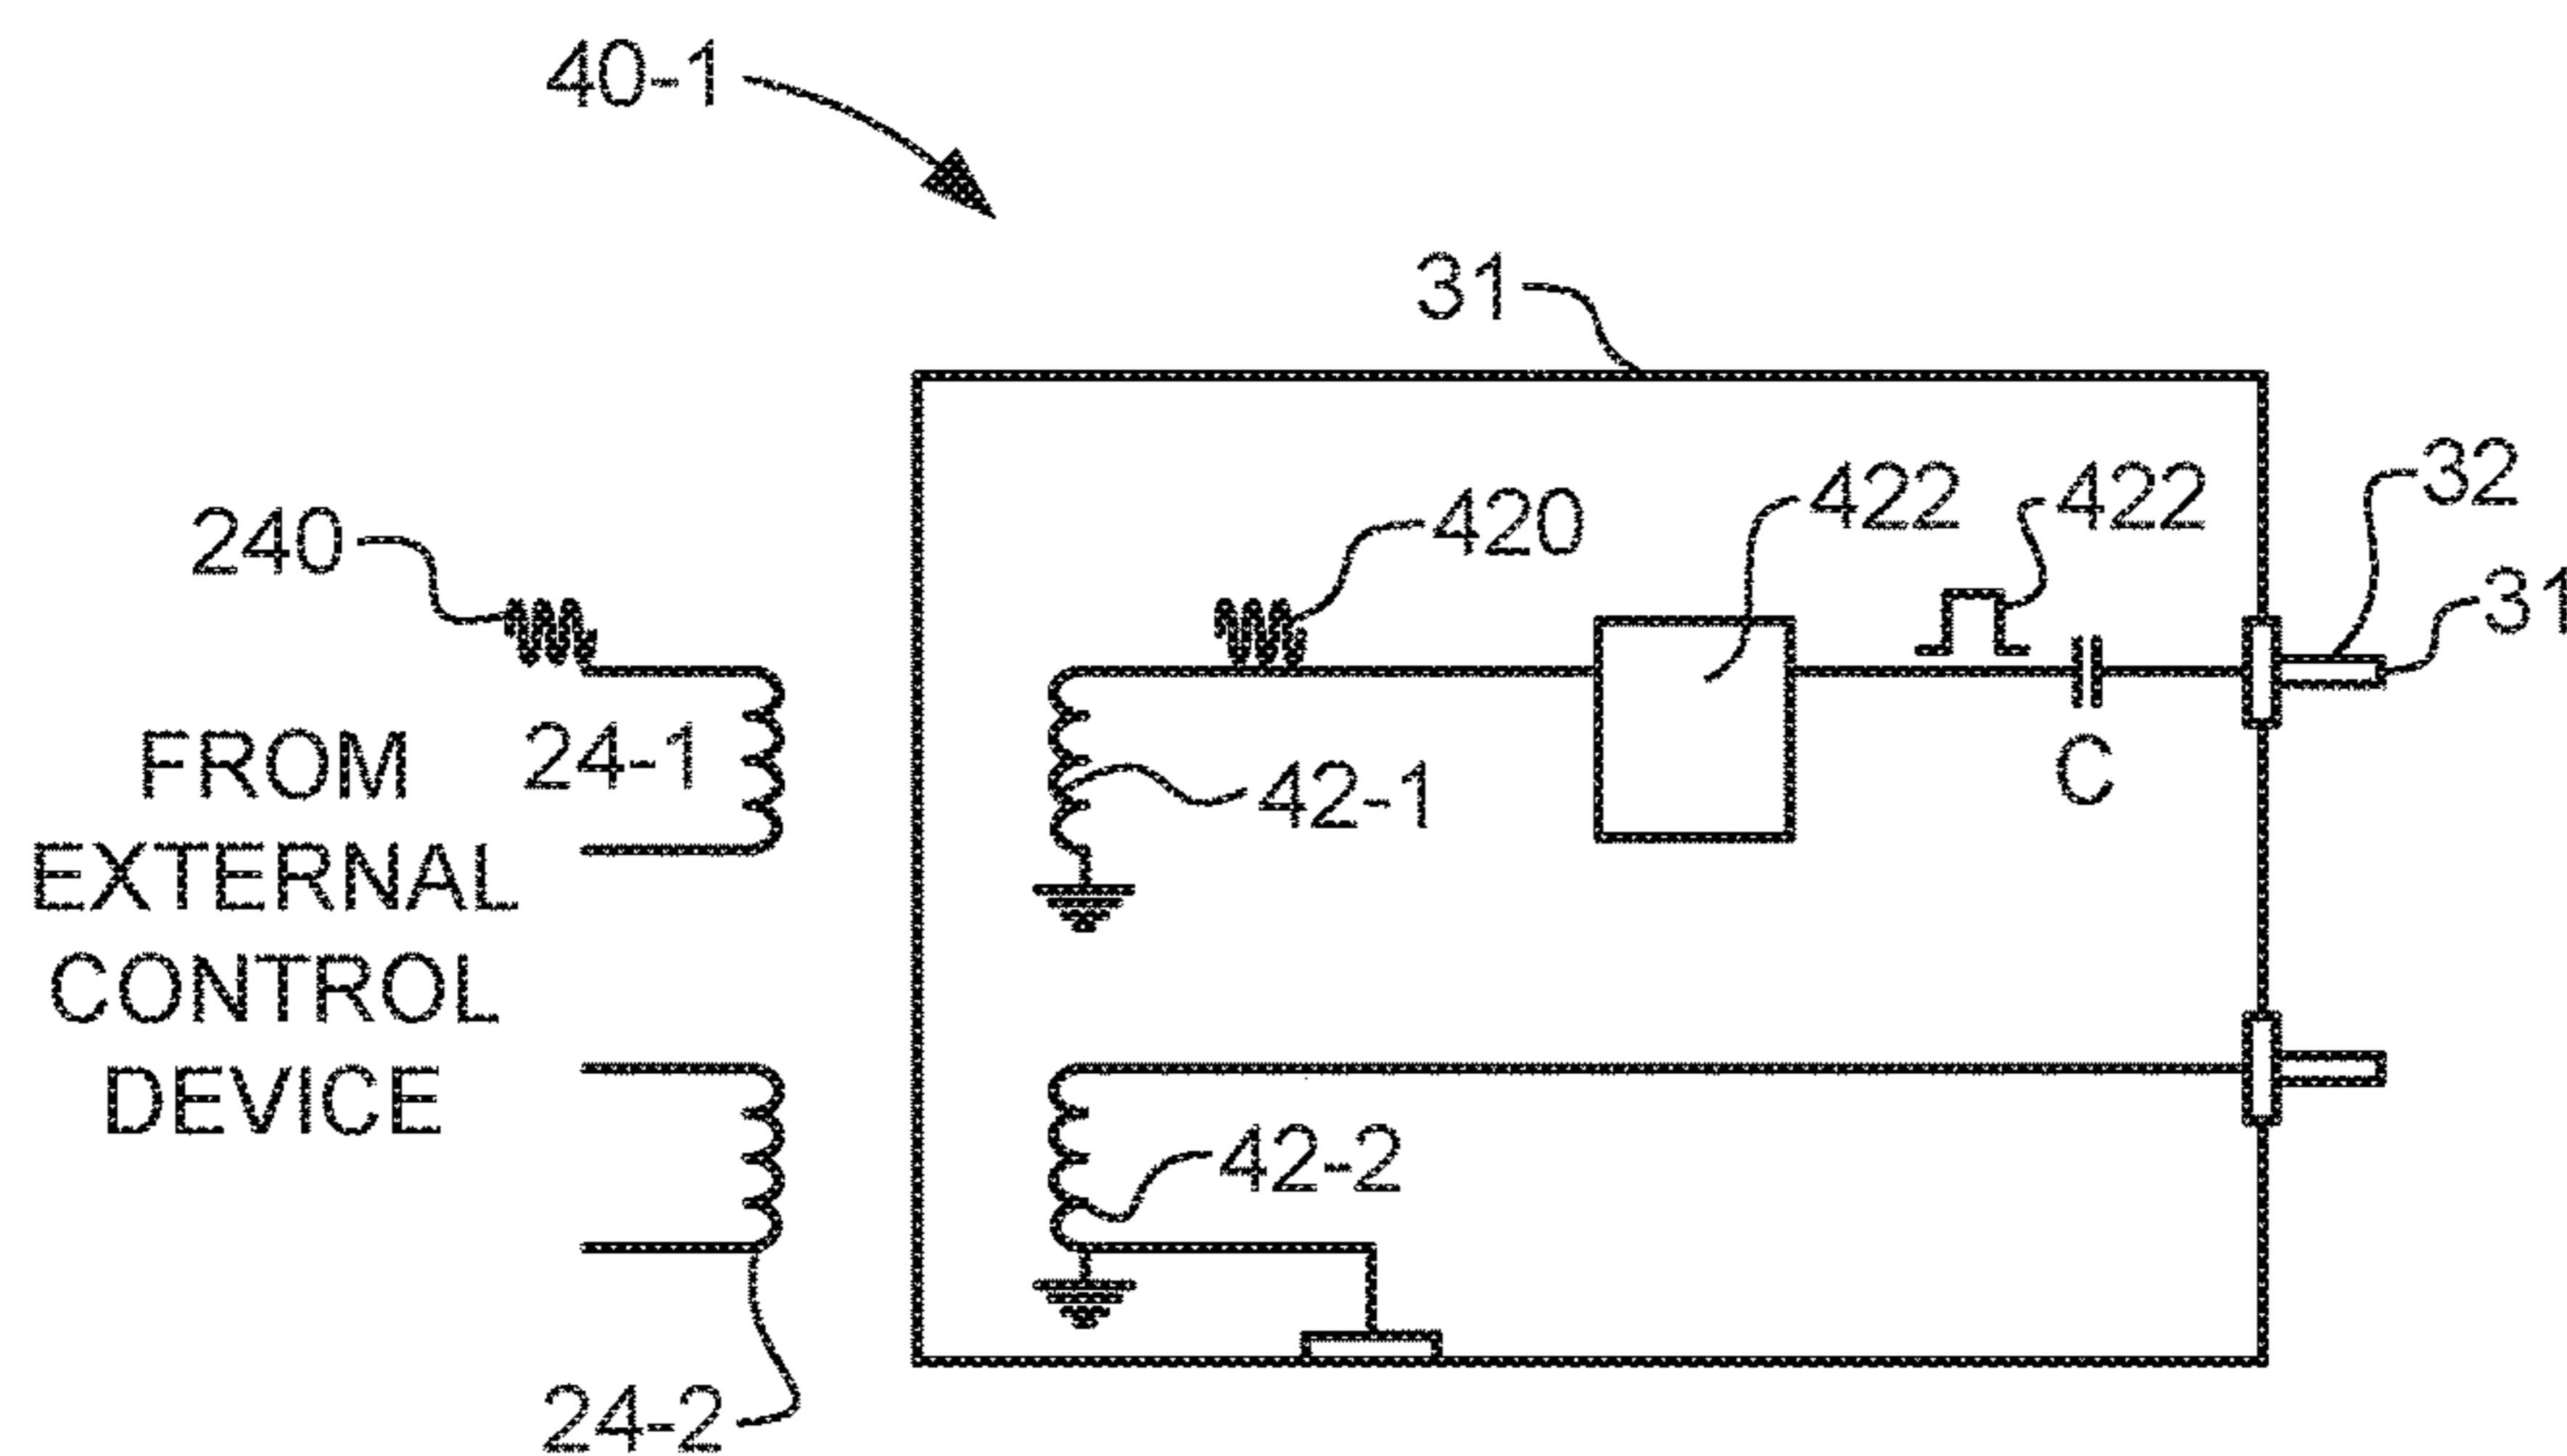 40-1
31
32
420
422
422
240
31
24-1
42-1
C
FROM
EXTERNAL
CONTROL
DEVICE
42-2
24-2